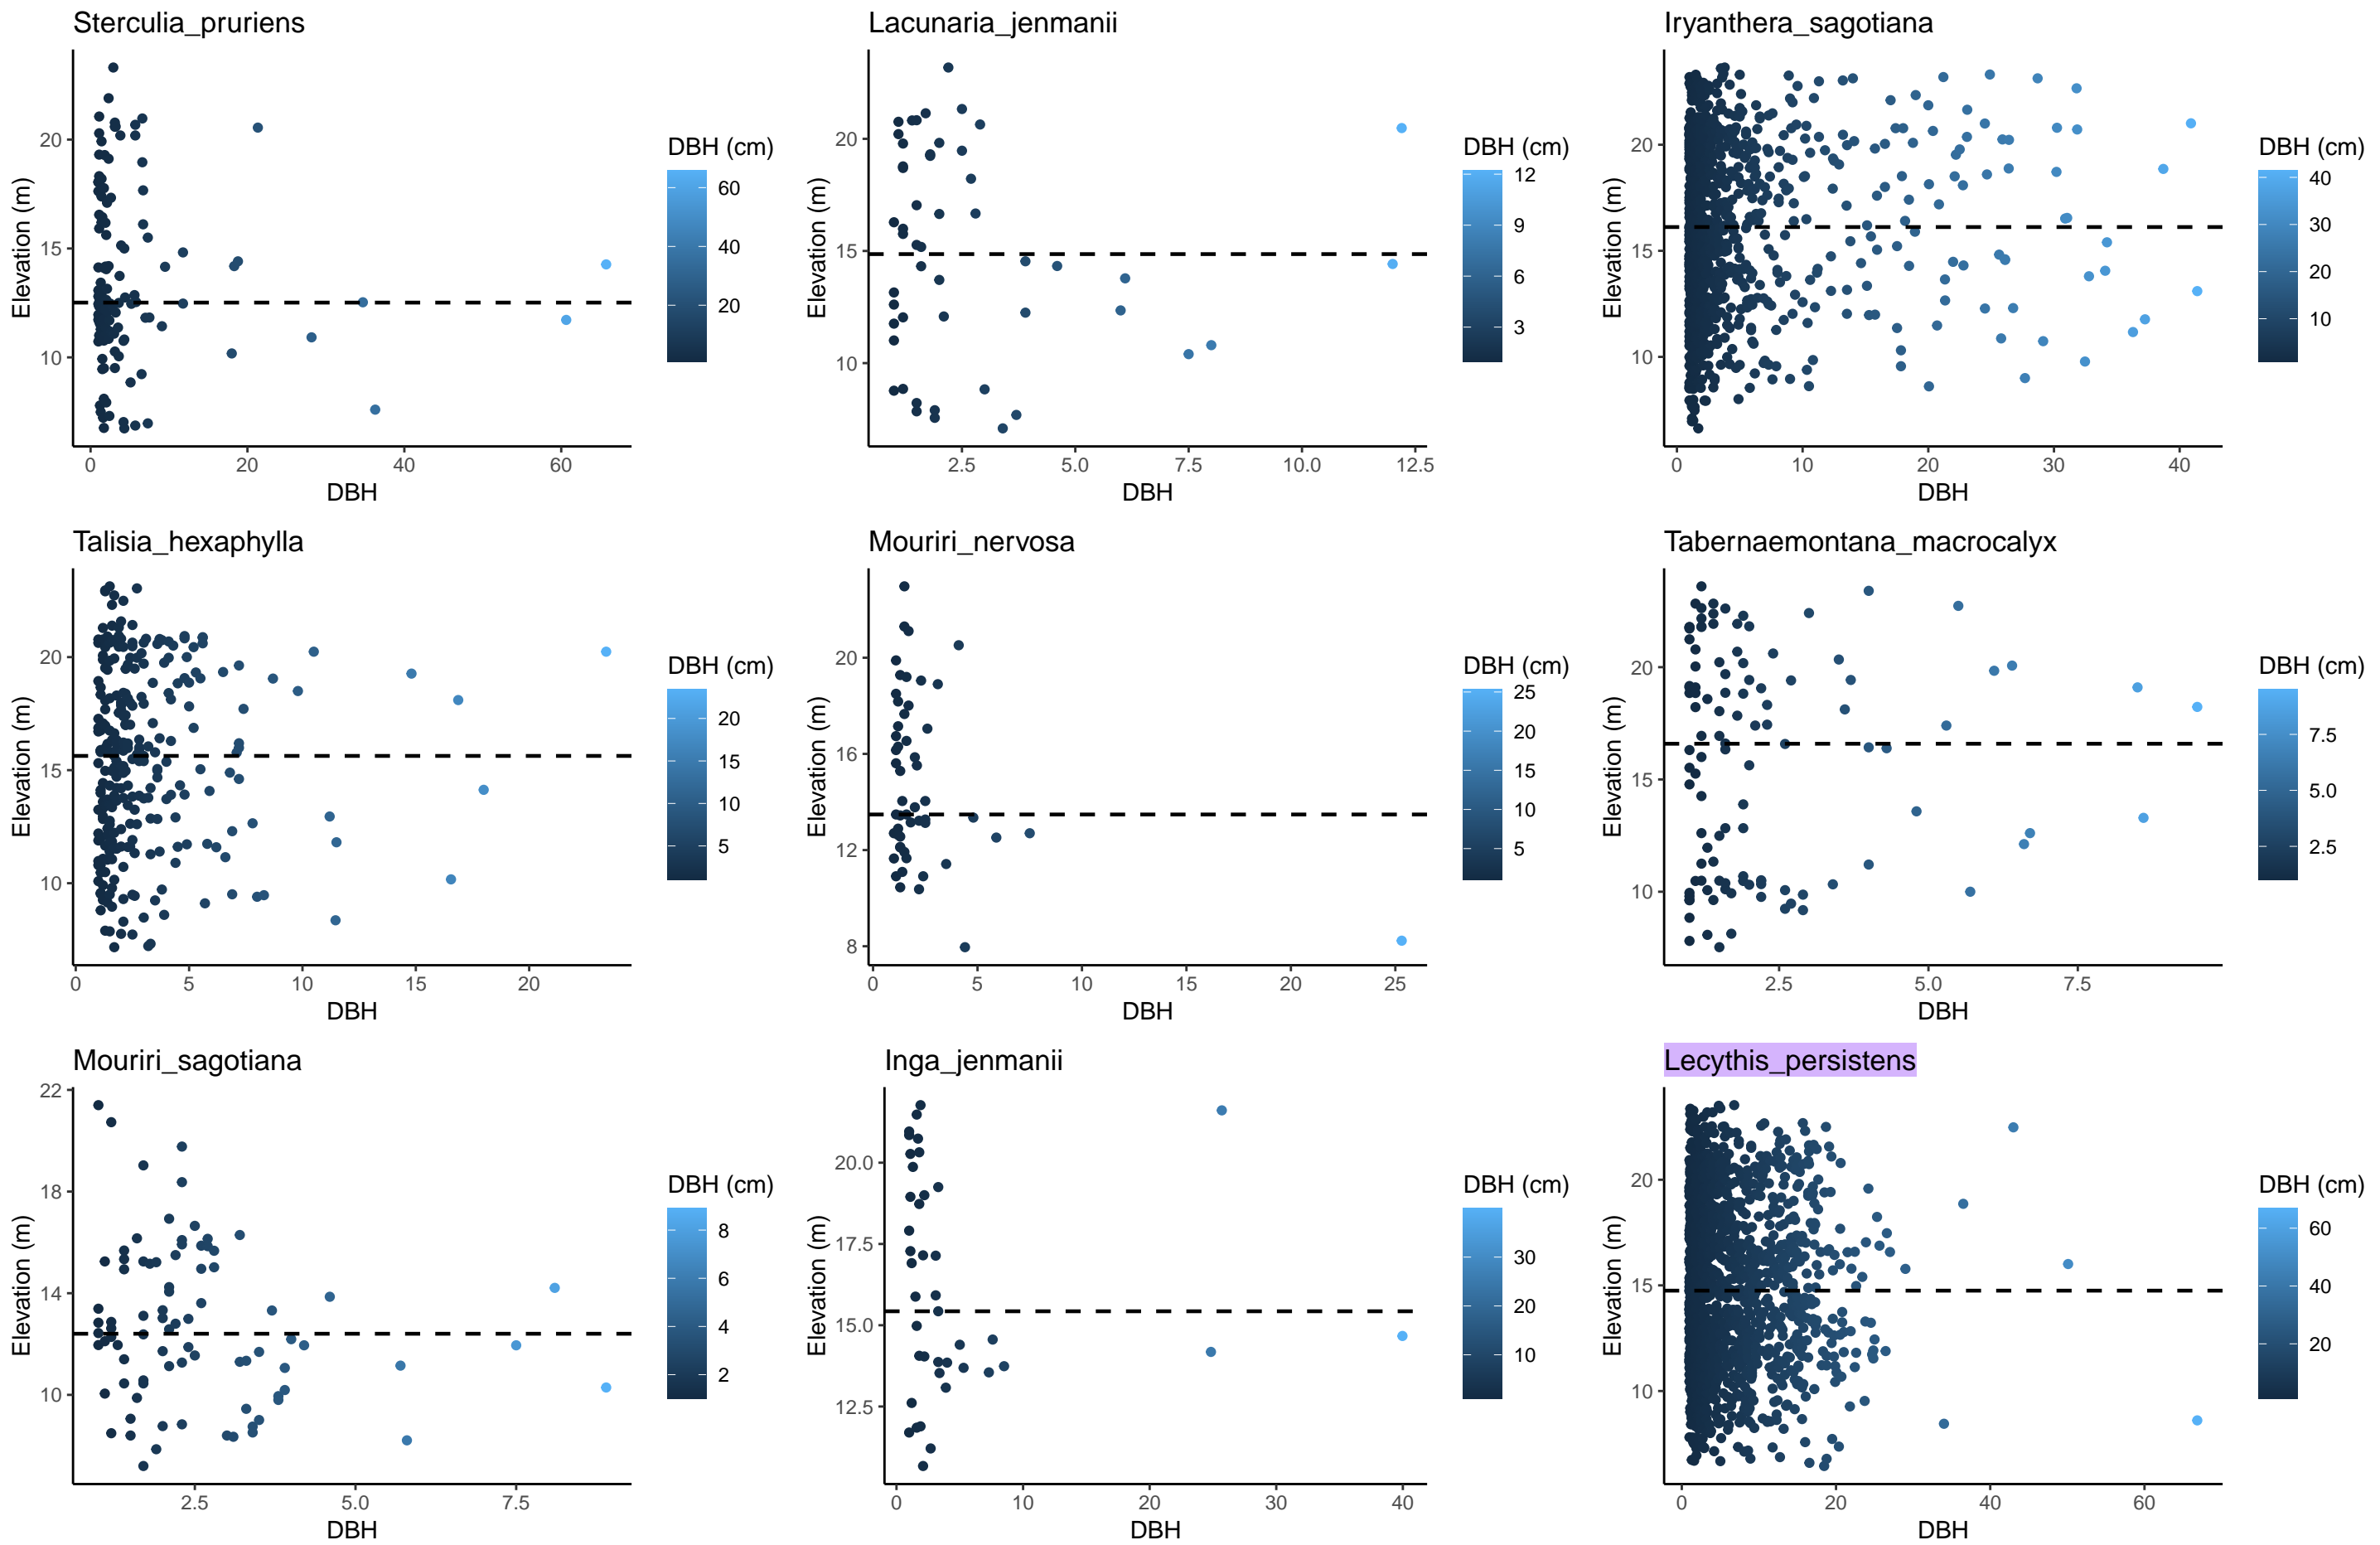 Sterculia_pruriens
Elevation (m)
20
15
10
0 20 40 60
DBH
DBH (cm)
60
40
20
Lacunaria_jenmanii
Elevation (m)
20
15
10
2.5 5.0 7.5 10.0 12.5
DBH
DBH (cm)
12
9
6
3
Iryanthera_sagotiana
Elevation (m)
20
15
10
0 10 20 30 40
DBH
DBH (cm)
40
30
20
10
Talisia_hexaphylla
Elevation (m)
20
15
10
0 5 10 15 20
DBH
DBH (cm)
20
15
10
5
Mouriri_nervosa
Elevation (m)
20
16
12
8
0 5 10 15 20 25
DBH
DBH (cm)
25
20
15
10
5
Tabernaemontana_macrocalyx
Elevation (m)
20
15
10
2.5 5.0 7.5
DBH
DBH (cm)
7.5
5.0
2.5
Mouriri_sagotiana
Elevation (m)
22
18
14
10
2.5 5.0 7.5
DBH
DBH (cm)
8
6
4
2
Inga_jenmanii
Elevation (m)
20.0
17.5
15.0
12.5
0 10 20 30 40
DBH
DBH (cm)
30
20
10
Lecythis_persistens
Elevation (m)
20
15
10
0 20 40 60
DBH
DBH (cm)
60
40
20